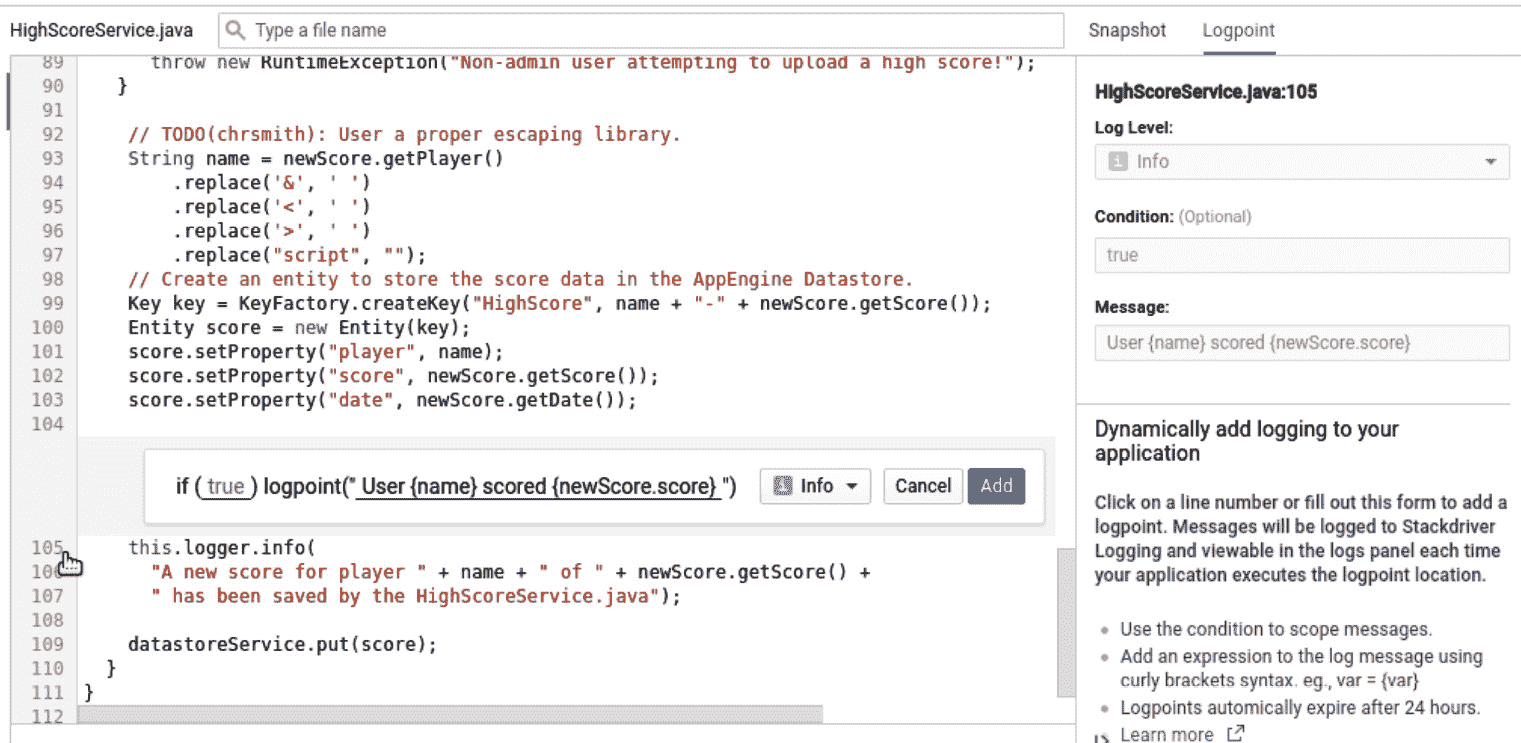 HighScoreService.java Type a file name Snapshot Logpoint
89 throw new RuntimeException("Non-admin user attempting to upload a high score!");
90 }
91
92 // TODO(chrsmith): User a proper escaping library.
93 String name = newScore.getPlayer()
94 .replace('&', ' ')
95 .replace('<', ' ')
96 .replace('>', ' ')
97 .replace("script", "");
98 // Create an entity to store the score data in the AppEngine Datastore.
99 Key key = KeyFactory.createKey("HighScore", name + "-" + newScore.getScore());
100 Entity score = new Entity(key);
101 score.setProperty("player", name);
102 score.setProperty("score", newScore.getScore());
103 score.setProperty("date", newScore.getDate());
104
if ( true ) logpoint(" User {name} scored {newScore.score} ") Info Cancel Add
105 this.logger.info(
106 "A new score for player " + name + " of " + newScore.getScore() +
107 " has been saved by the HighScoreService.java");
108
109 datastoreService.put(score);
110 }
111 }
112
HighScoreService.java:105
Log Level:
Info
Condition: (Optional)
true
Message:
User {name} scored {newScore.score}
Dynamically add logging to your
application
Click on a line number or fill out this form to add a
logpoint. Messages will be logged to Stackdriver
Logging and viewable in the logs panel each time
your application executes the logpoint location.
Use the condition to scope messages.
Add an expression to the log message using
curly brackets syntax. eg., var = {var}
Logpoints automically expire after 24 hours.
Learn more